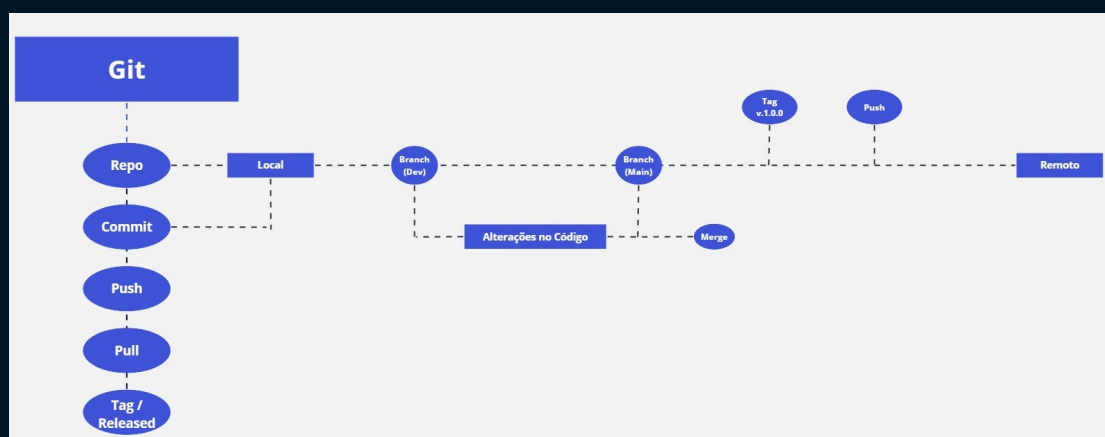 Git
Tag
v.1.0.0
Push
Repo
Local
Branch
(Dev)
Branch
(Main)
Remoto
Commit
Alterações no Código
Merge
Push
Pull
Tag /
Released